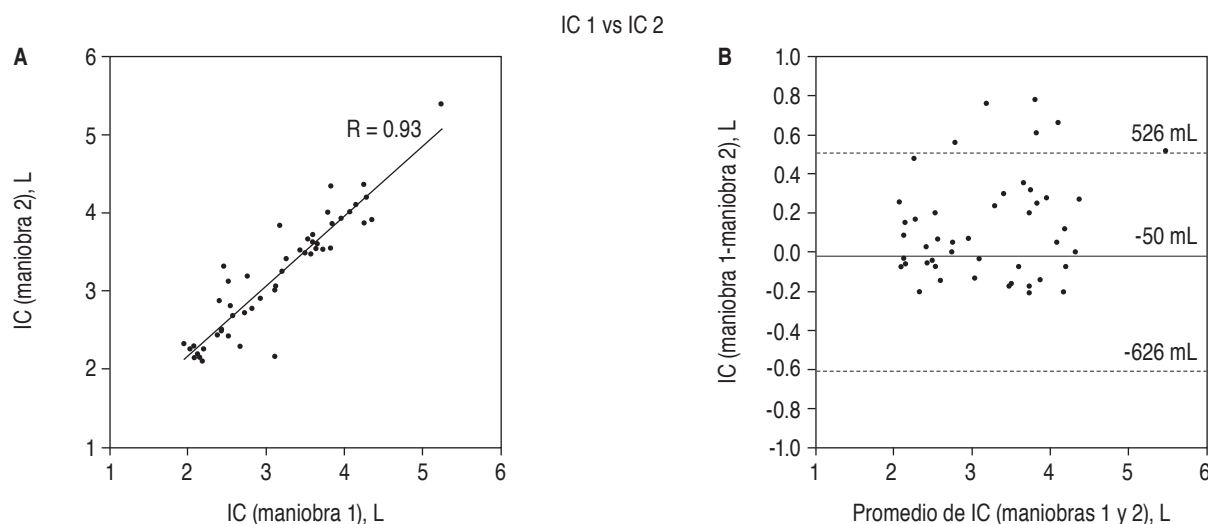 IC 1 vs IC 2
A
6
5
4
3
2
1
IC (maniobra 2), L
R = 0.93
1 2 3 4 5 6
IC (maniobra 1), L
B
1.0
0.8
0.6
0.4
0.2
0.0
-0.2
-0.4
-0.6
-0.8
-1.0
IC (maniobra 1-maniobra 2), L
526 mL
-50 mL
-626 mL
1 2 3 4 5 6
Promedio de IC (maniobras 1 y 2), L